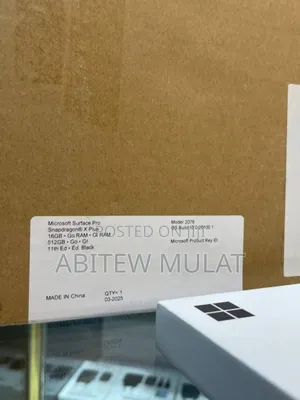 Microsoft Surface Pro
Snapdragon® X Plus
16GB • Go RAM • Gi RAM
512GB • Go • Gi
11th Ed • Éd. Black
Model: 2076
Microsoft Product Key ID:
POSTED ON jiji
ABITEW MULAT
MADE IN China
QTY= 1
03-2025